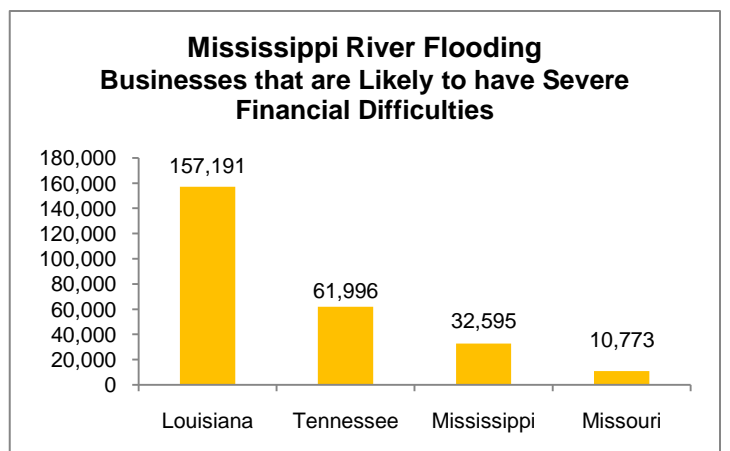 Mississippi River Flooding
Businesses that are Likely to have Severe
Financial Difficulties
180,000
160,000
140,000
120,000
100,000
80,000
60,000
40,000
20,000
0
157,191
61,996
32,595
10,773
Louisiana
Tennessee
Mississippi
Missouri